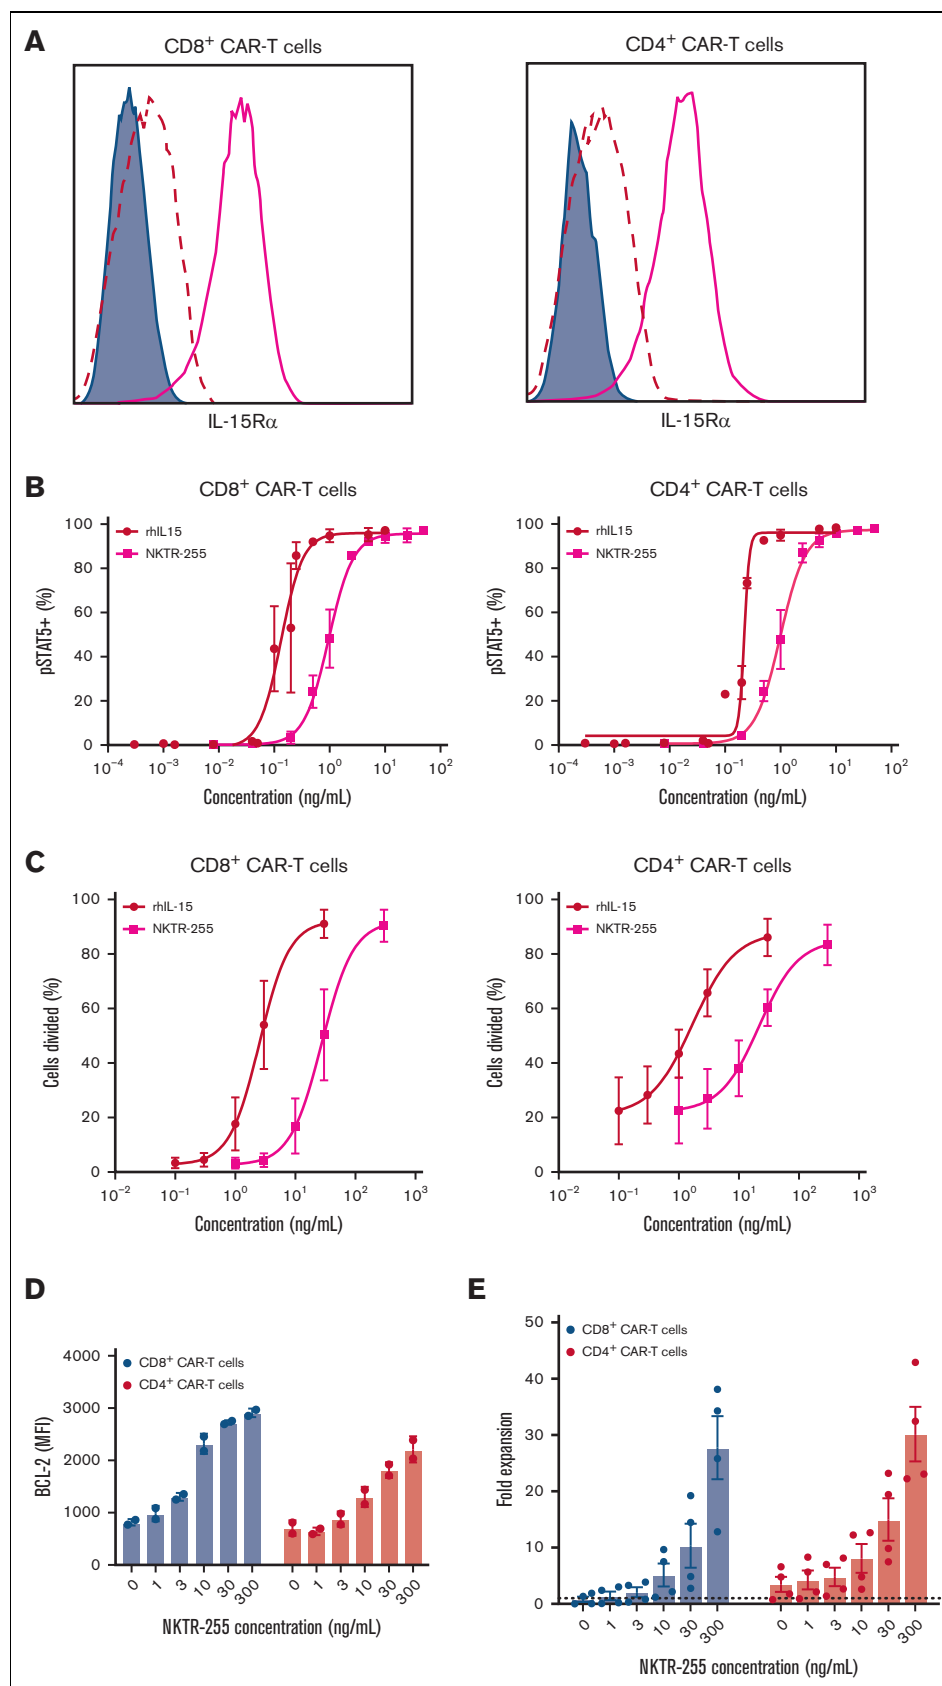 A
CD8⁺ CAR-T cells
CD4⁺ CAR-T cells
IL-15Rα
IL-15Rα
B
CD8⁺ CAR-T cells
pSTAT5+ (%)
100
80
60
40
20
0
rhIL15
NKTR-255
10⁻⁴ 10⁻³ 10⁻² 10⁻¹ 10⁰ 10¹ 10²
Concentration (ng/mL)
CD4⁺ CAR-T cells
pSTAT5+ (%)
100
80
60
40
20
0
rhIL15
NKTR-255
10⁻⁴ 10⁻³ 10⁻² 10⁻¹ 10⁰ 10¹ 10²
Concentration (ng/mL)
C
CD8⁺ CAR-T cells
Cells divided (%)
100
80
60
40
20
0
rhIL-15
NKTR-255
10⁻² 10⁻¹ 10⁰ 10¹ 10² 10³
Concentration (ng/mL)
CD4⁺ CAR-T cells
Cells divided (%)
100
80
60
40
20
0
rhIL-15
NKTR-255
10⁻² 10⁻¹ 10⁰ 10¹ 10² 10³
Concentration (ng/mL)
D
BCL-2 (MFI)
4000
3000
2000
1000
0
CD8⁺ CAR-T cells
CD4⁺ CAR-T cells
0 1 3 10 30 300 0 1 3 10 30 300
NKTR-255 concentration (ng/mL)
E
Fold expansion
50
40
30
20
10
0
CD8⁺ CAR-T cells
CD4⁺ CAR-T cells
0 1 3 10 30 300 0 1 3 10 30 300
NKTR-255 concentration (ng/mL)